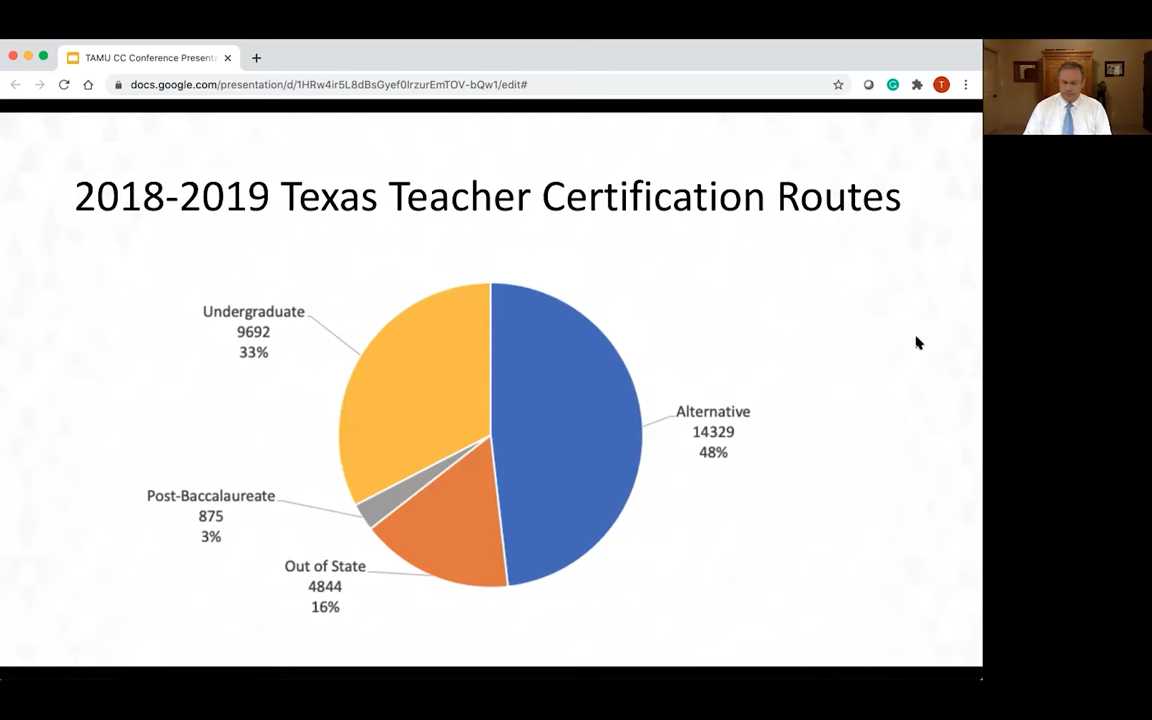 TAMU CC Conference Present
docs.google.com/presentation/d/1HRw4ir5L8dBsGyef0IrzurEmTOV-bQw1/edit#
T
2018-2019 Texas Teacher Certification Routes
Undergraduate
9692
33%
Alternative
14329
48%
Post-Baccalaureate
875
3%
Out of State
4844
16%